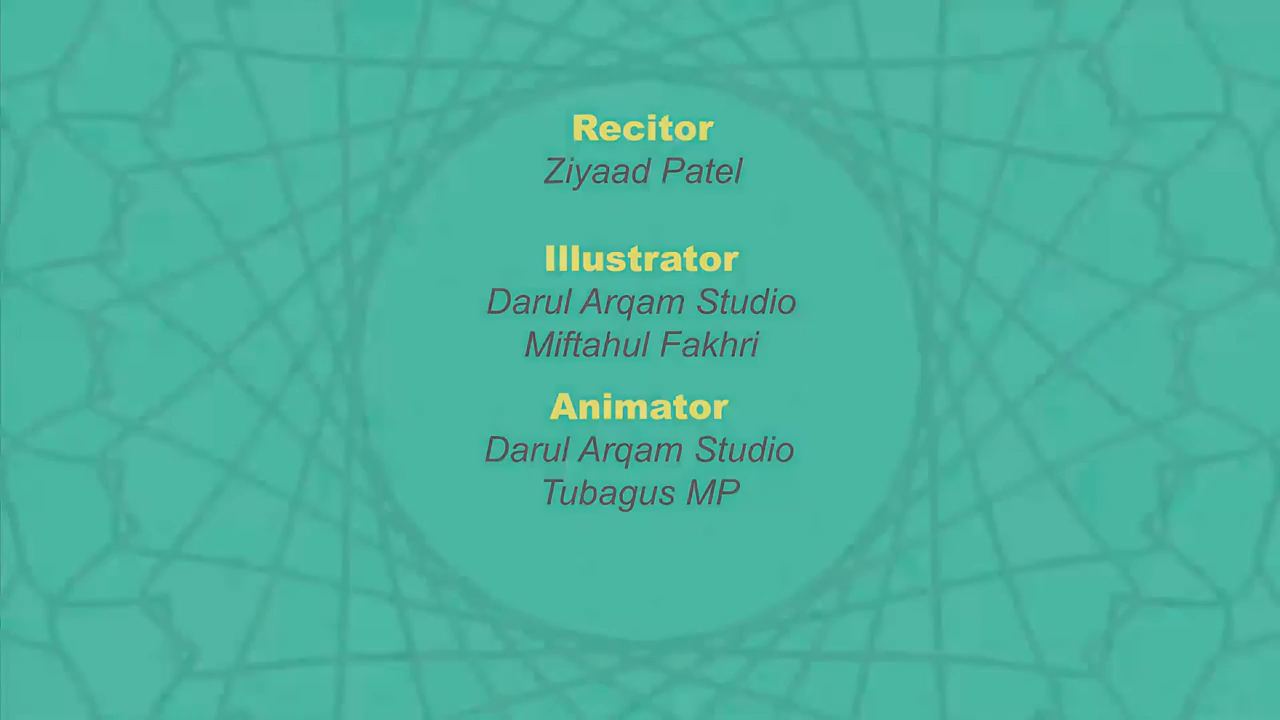 Recitor
Ziyaad Patel
Illustrator
Darul Arqam Studio
Miftahul Fakhri
Animator
Darul Arqam Studio
Tubagus MP